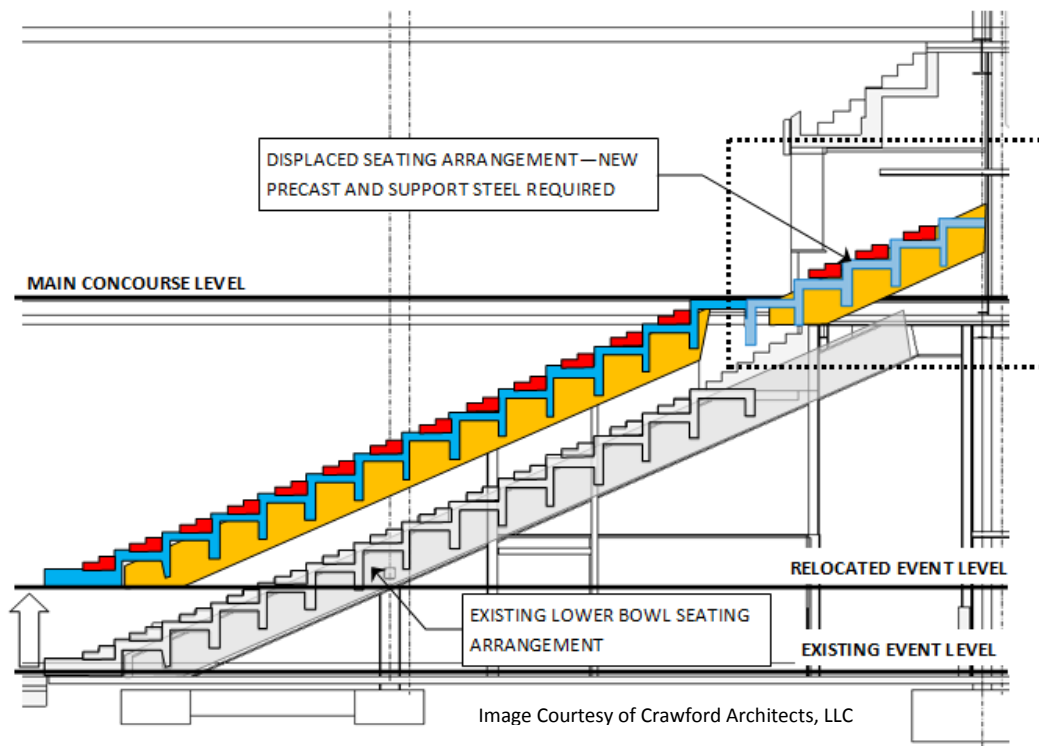 DISPLACED SEATING ARRANGEMENT—NEW
PRECAST AND SUPPORT STEEL REQUIRED
MAIN CONCOURSE LEVEL
RELOCATED EVENT LEVEL
EXISTING LOWER BOWL SEATING
ARRANGEMENT
EXISTING EVENT LEVEL
Image Courtesy of Crawford Architects, LLC